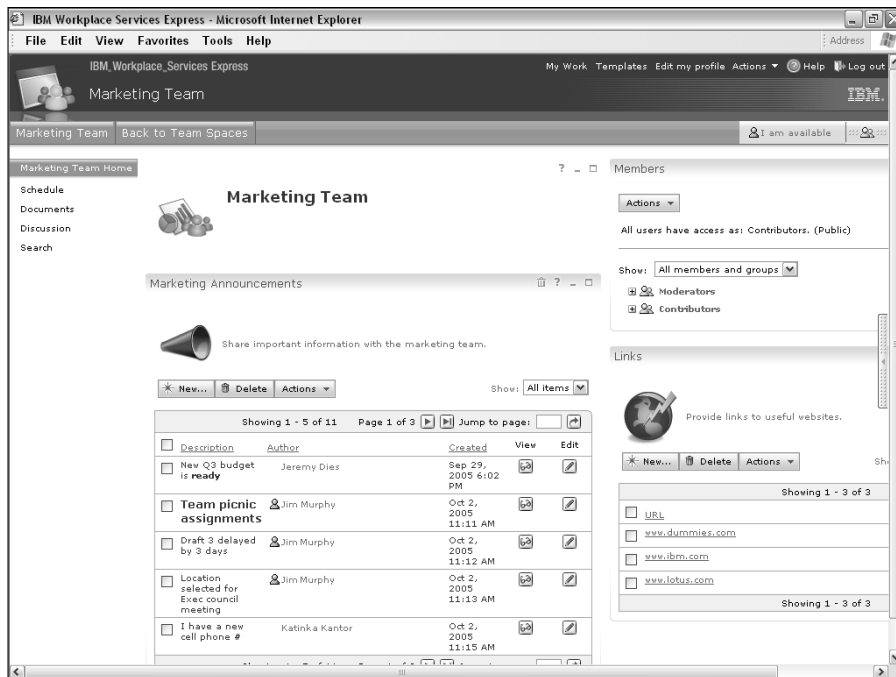 IBM Workplace Services Express - Microsoft Internet Explorer
File Edit View Favorites Tools Help
Address
IBM_Workplace_Services Express
My Work Templates Edit my profile Actions Help Log out
Marketing Team
IBM.
Marketing Team Back to Team Spaces
I am available
Marketing Team Home
Schedule
Documents
Discussion
Search
? _
Marketing Team
Marketing Announcements
? _
Share important information with the marketing team.
New... Delete Actions
Show: All items
Showing 1 - 5 of 11 Page 1 of 3 Jump to page:
Description Author Created View Edit
New Q3 budget
is ready
Jeremy Dies
Sep 29,
2005 6:02
PM
Team picnic
assignments
Jim Murphy
Oct 2,
2005
11:11 AM
Draft 3 delayed
by 3 days
Jim Murphy
Oct 2,
2005
11:12 AM
Location
selected for
Exec council
meeting
Jim Murphy
Oct 2,
2005
11:13 AM
I have a new
cell phone #
Katinka Kantor
Oct 2,
2005
11:15 AM
Members
Actions
All users have access as: Contributors. (Public)
Show: All members and groups
Moderators
Contributors
Links
Provide links to useful websites.
New... Delete Actions
Sh
Showing 1 - 3 of 3
URL
www.dummies.com
www.ibm.com
www.lotus.com
Showing 1 - 3 of 3